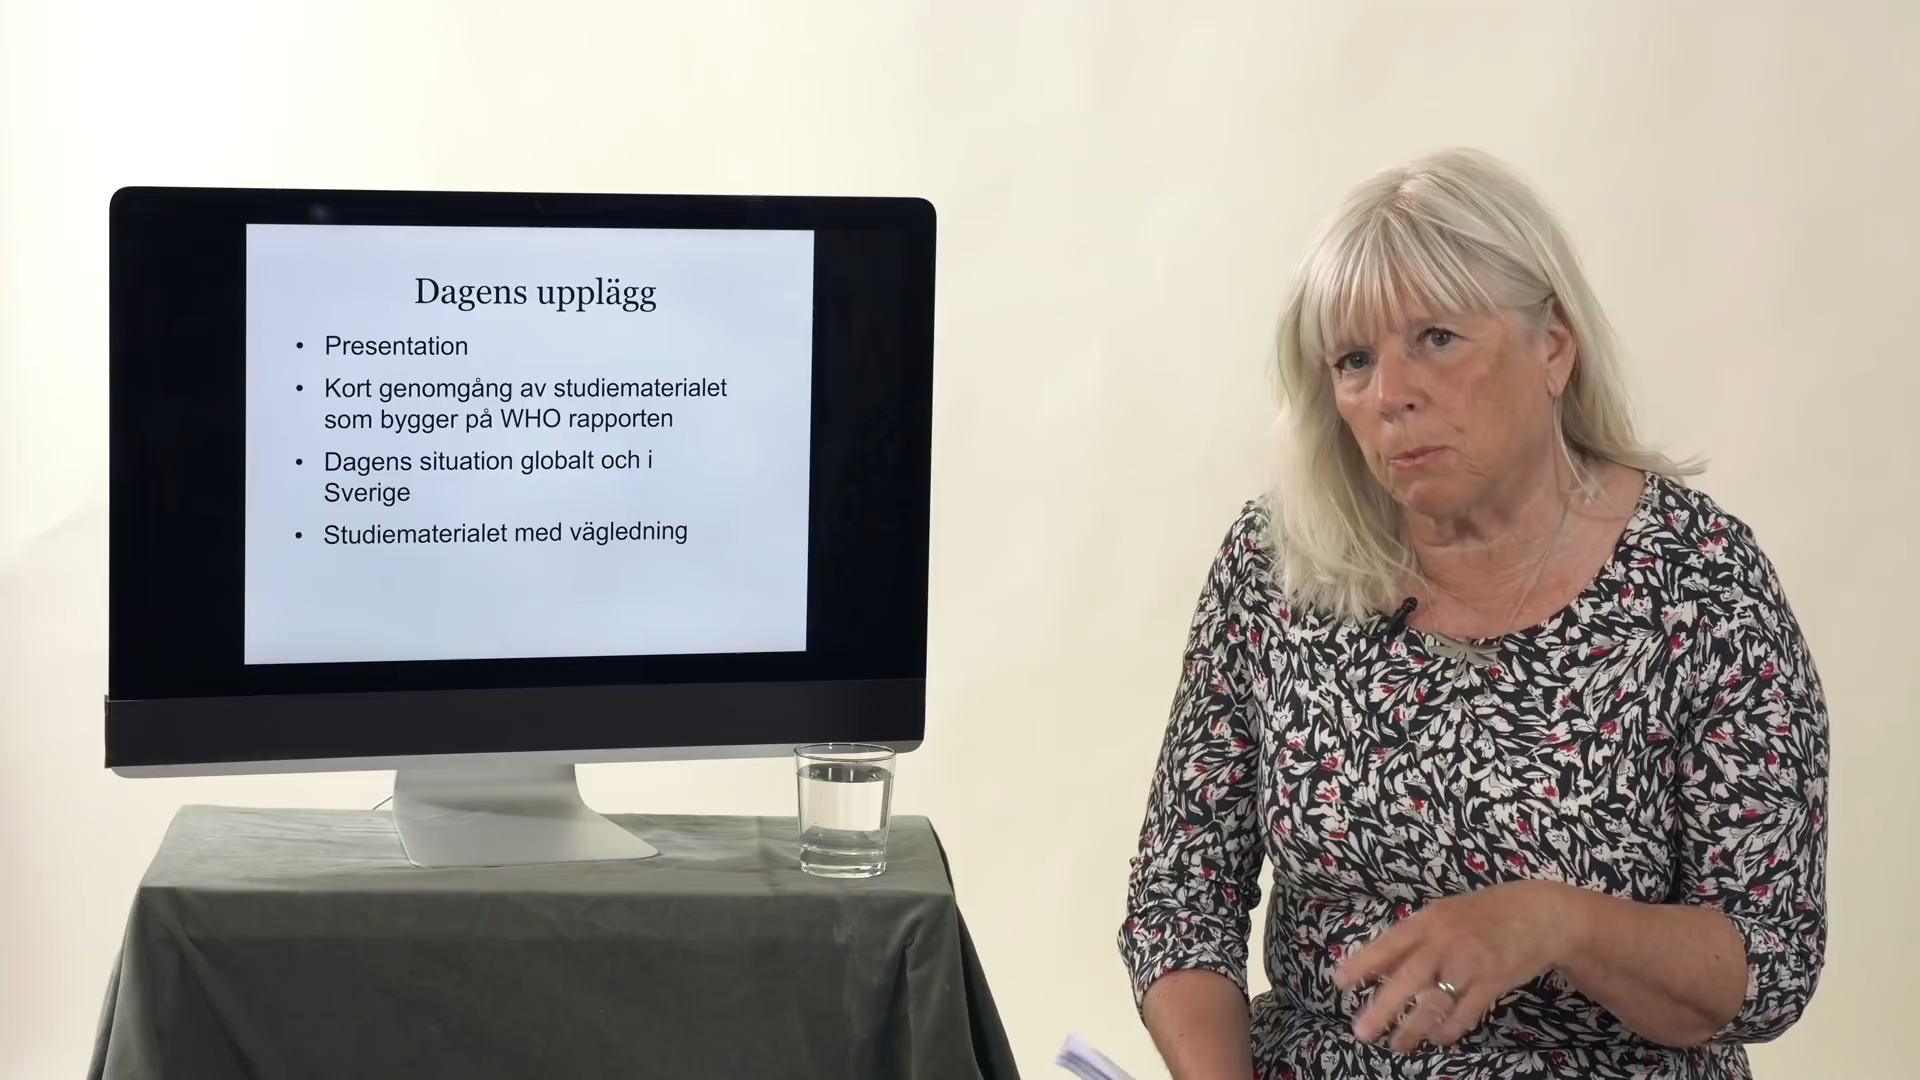 Dagens upplägg
• Presentation
• Kort genomgång av studiematerialet
som bygger på WHO rapporten
• Dagens situation globalt och i
Sverige
• Studiematerialet med vägledning